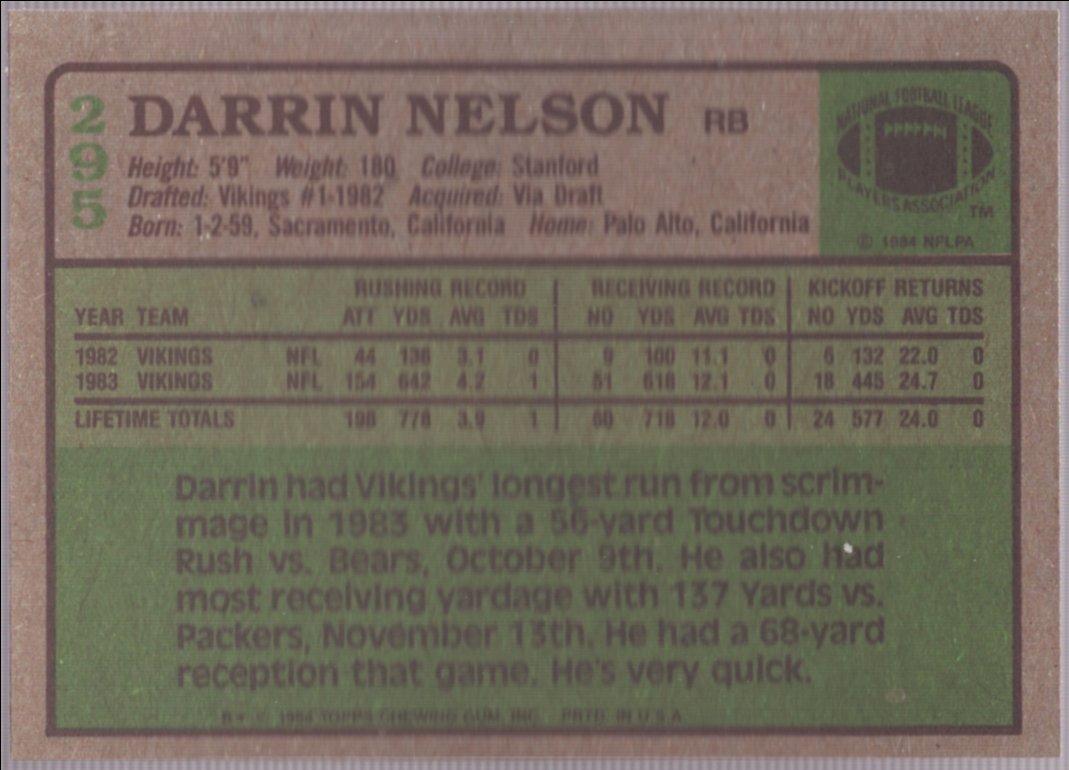 295
DARRIN NELSON RB
Height: 5'9" Weight: 180 College: Stanford
Drafted: Vikings #1-1982 Acquired: Via Draft
Born: 1-2-59, Sacramento, California Home: Palo Alto, California
NATIONAL FOOTBALL LEAGUE
PLAYERS ASSOCIATION
TM
© 1984 NFLPA
RUSHING RECORD RECEIVING RECORD KICKOFF RETURNS
YEAR TEAM ATT YDS AVG TDS NO YDS AVG TDS NO YDS AVG TDS
1982 VIKINGS NFL 44 136 3.1 0 9 100 11.1 0 6 132 22.0 0
1983 VIKINGS NFL 154 642 4.2 1 51 618 12.1 0 18 445 24.7 0
LIFETIME TOTALS 198 778 3.9 1 60 718 12.0 0 24 577 24.0 0
Darrin had Vikings' longest run from scrim-
mage in 1983 with a 56-yard Touchdown
Rush vs. Bears, October 9th. He also had
most receiving yardage with 137 Yards vs.
Packers, November 13th. He had a 68-yard
reception that game. He's very quick.
B* © 1984 TOPPS CHEWING GUM, INC. PRTD. IN U.S.A.